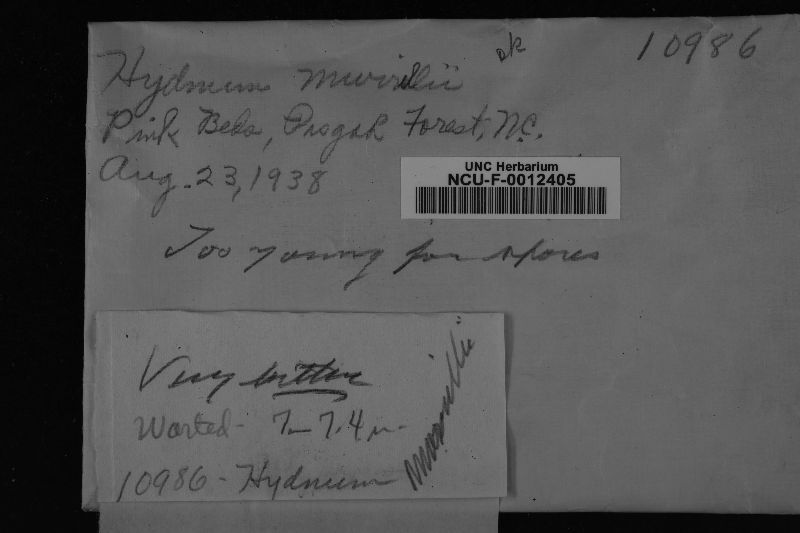 ok
10986
Hydnum murrillii
Pink Beds, Pisgah Forest, N.C.
Aug. 23, 1938
UNC Herbarium
NCU-F-0012405
Too young for spores
Very bitter
Warted - 7-7.4 µ.
10986 - Hydnum murrillii